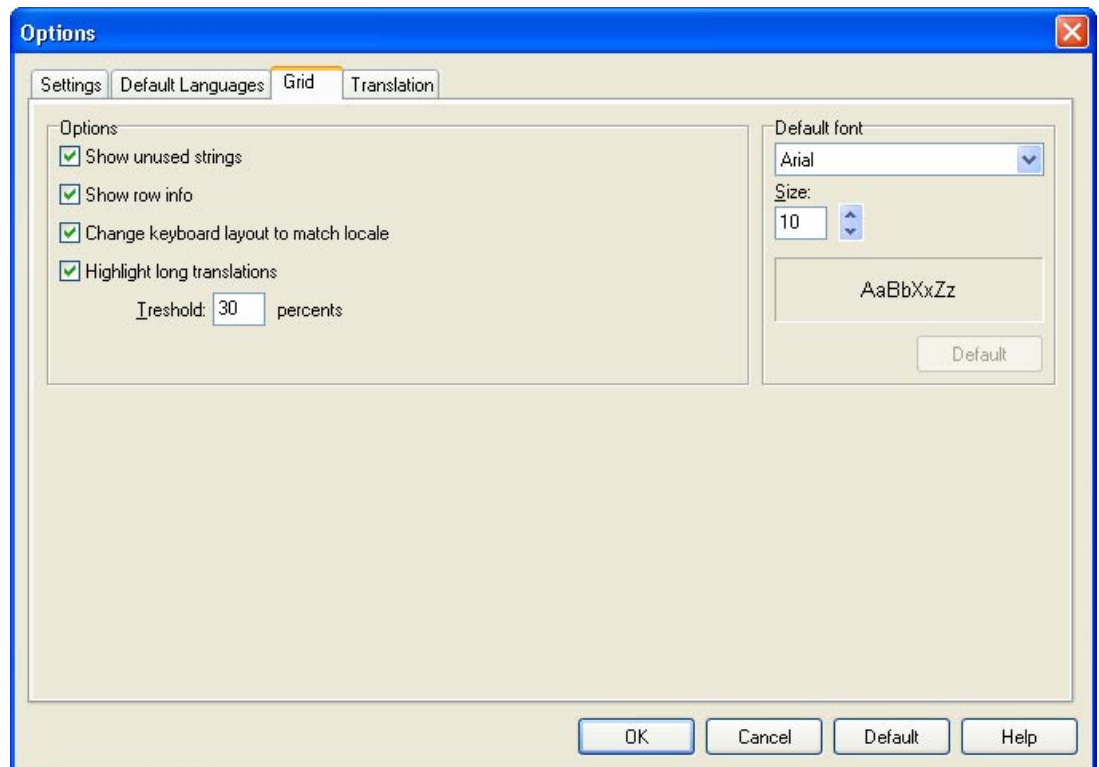 Options
Settings Default Languages Grid Translation
Options
Show unused strings
Show row info
Change keyboard layout to match locale
Highlight long translations
Treshold: 30 percents
Default font
Arial
Size:
10
AaBbXxZz
Default
OK Cancel Default Help